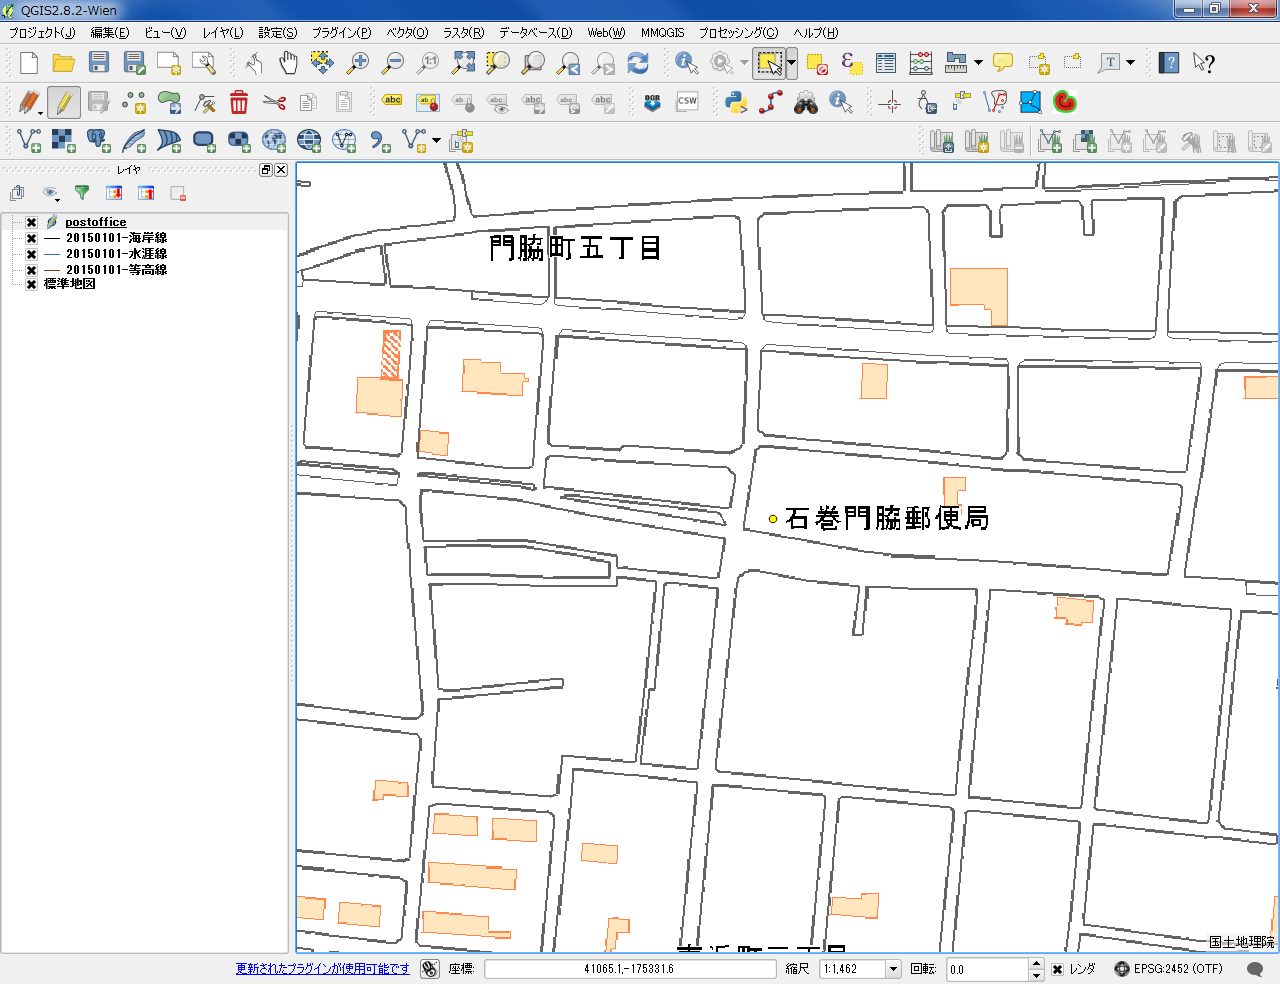 QGIS2.8.2-Wien
プロジェクト(J) 編集(E) ビュー(V) レイヤ(L) 設定(S) プラグイン(P) ベクタ(O) ラスタ(R) データベース(D) Web(W) MMQGIS プロセッシング(C) ヘルプ(H)
レイヤ
postoffice
20150101-海岸線
20150101-水涯線
20150101-等高線
標準地図
門脇町五丁目
石巻門脇郵便局
国土地理院
更新されたプラグインが使用可能です 座標: 41065.1,-175331.6 縮尺 1:1,462 回転: 0.0 レンダ EPSG:2452 (OTF)